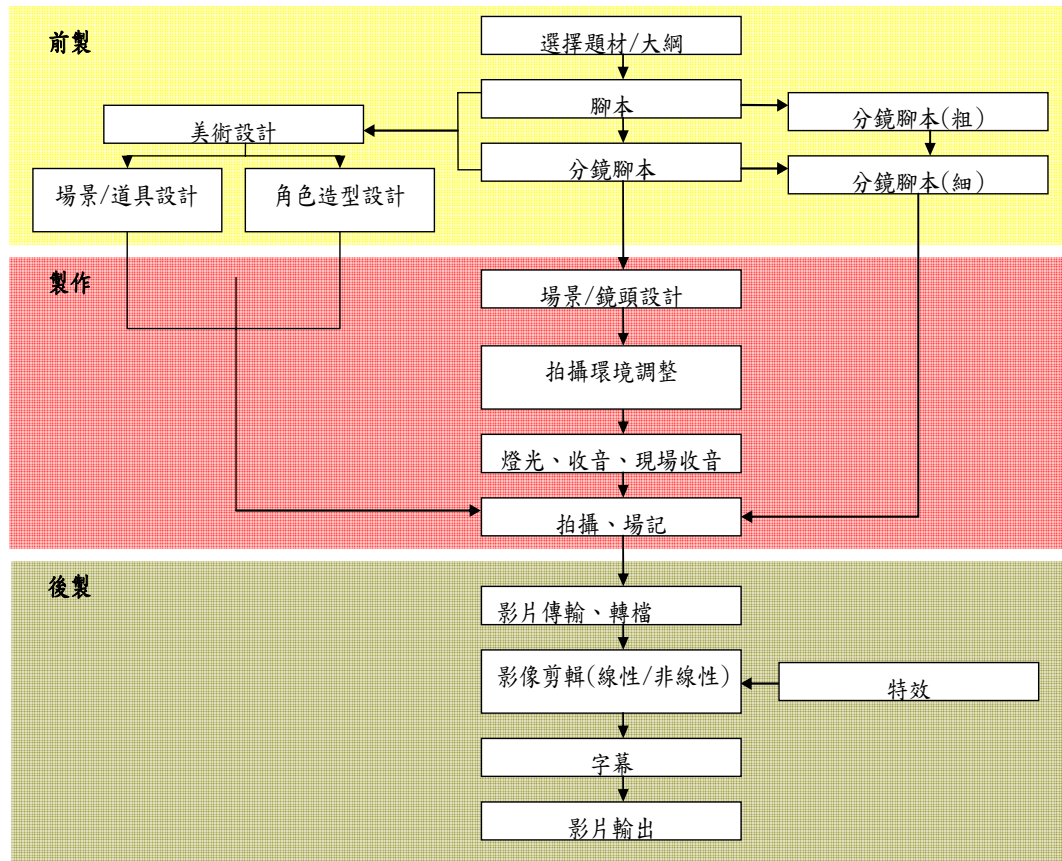 前製
選擇題材/大綱
腳本
分鏡腳本(粗)
美術設計
分鏡腳本
分鏡腳本(細)
場景/道具設計
角色造型設計
製作
場景/鏡頭設計
拍攝環境調整
燈光、收音、現場收音
拍攝、場記
後製
影片傳輸、轉檔
影像剪輯(線性/非線性)
特效
字幕
影片輸出